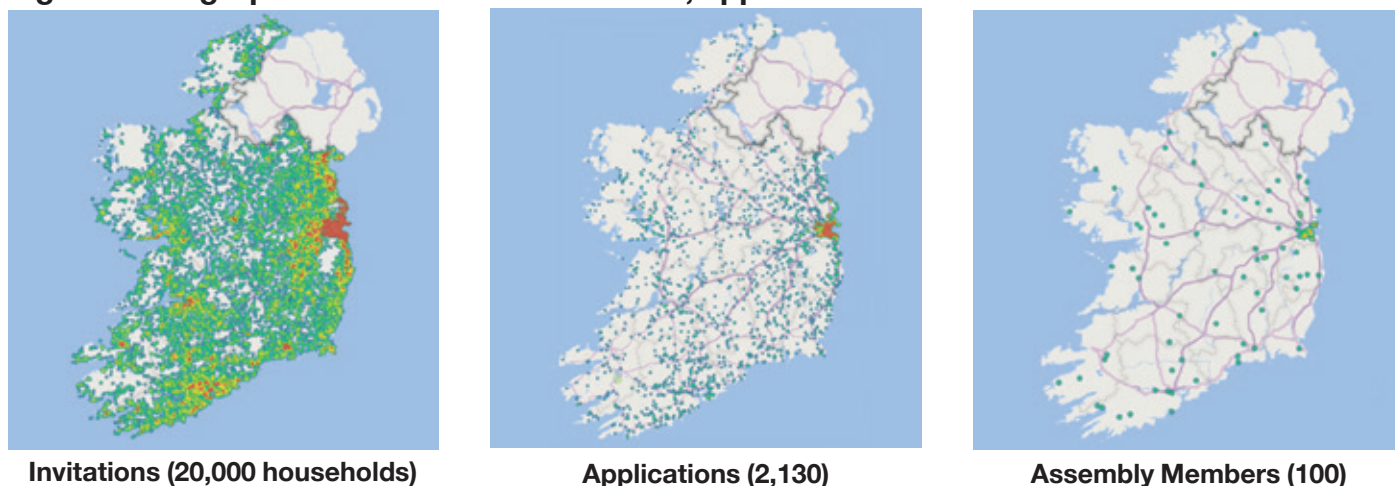 Invitations (20,000 households)
Applications (2,130)
Assembly Members (100)